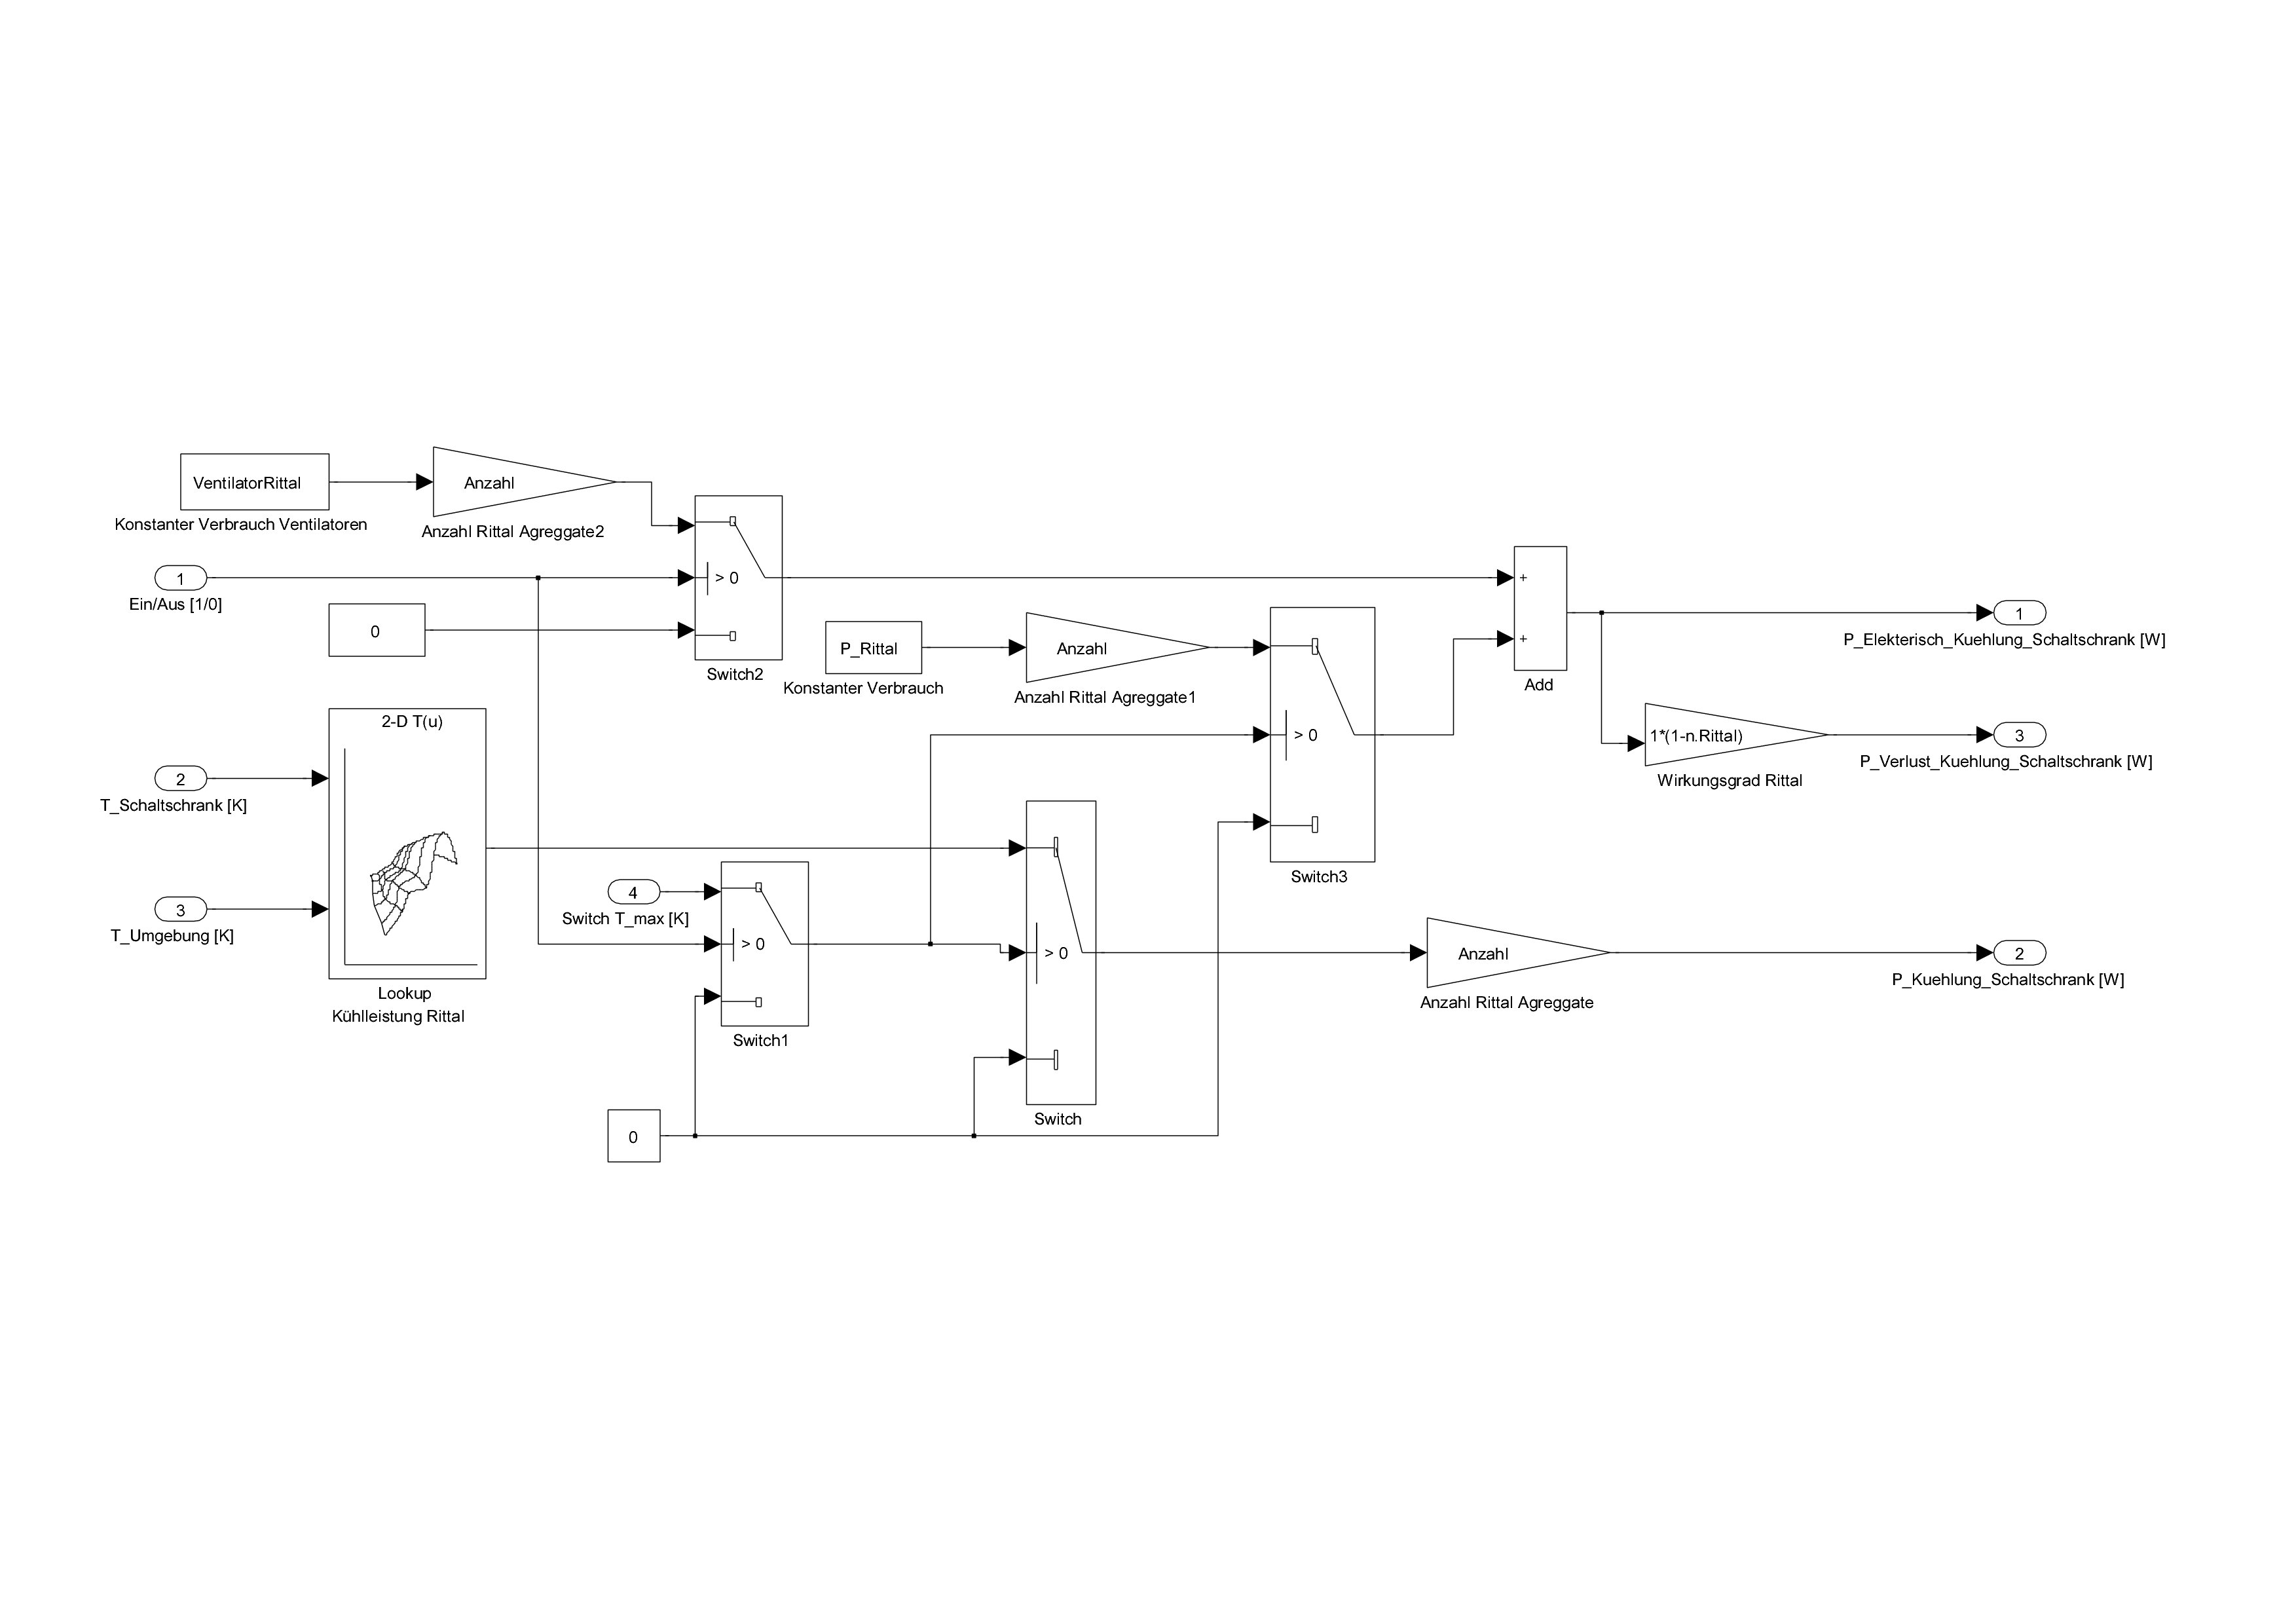 VentilatorRittal
Konstanter Verbrauch Ventilatoren
Anzahl
Anzahl Rittal Agreggate2
1
Ein/Aus [1/0]
0
> 0
Switch2
P_Rittal
Konstanter Verbrauch
Anzahl
Anzahl Rittal Agreggate1
> 0
Switch3
+
+
Add
1
P_Elekterisch_Kuehlung_Schaltschrank [W]
1*(1-n.Rittal)
Wirkungsgrad Rittal
3
P_Verlust_Kuehlung_Schaltschrank [W]
2-D T(u)
2
T_Schaltschrank [K]
3
T_Umgebung [K]
Lookup
Kühlleistung Rittal
4
Switch T_max [K]
> 0
Switch1
> 0
Switch
Anzahl
Anzahl Rittal Agreggate
2
P_Kuehlung_Schaltschrank [W]
0